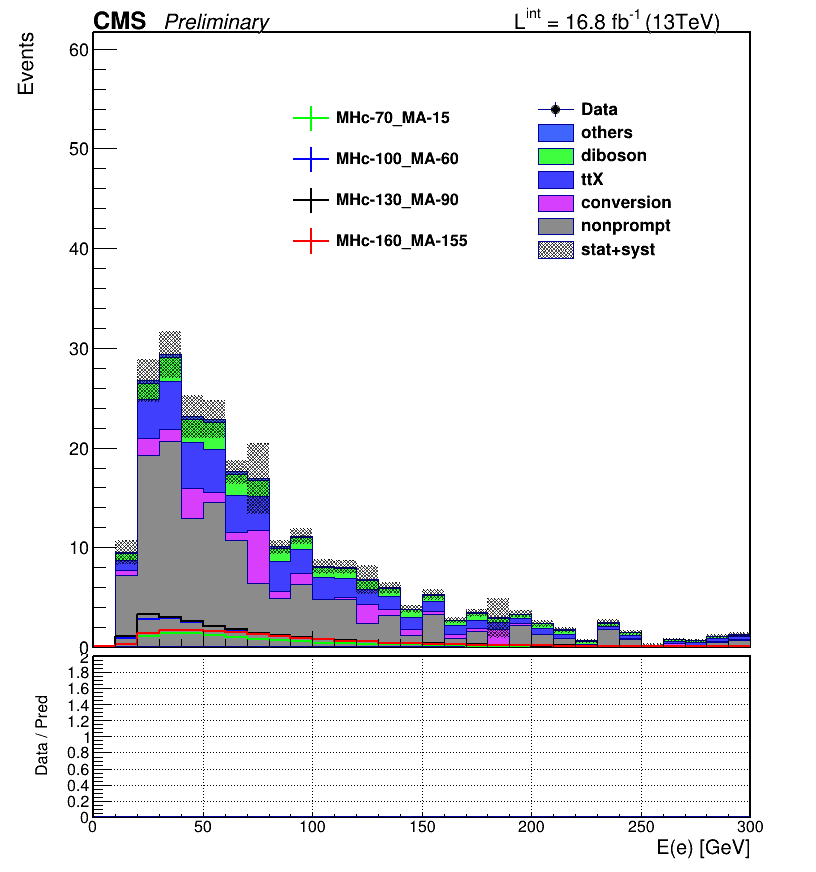 CMS Preliminary L^int = 16.8 fb^-1 (13TeV)
Events
60
50
40
30
20
10
0
MHc-70_MA-15
MHc-100_MA-60
MHc-130_MA-90
MHc-160_MA-155
Data
others
diboson
ttX
conversion
nonprompt
stat+syst
Data / Pred
2
1.8
1.6
1.4
1.2
1
0.8
0.6
0.4
0.2
0
0 50 100 150 200 250 300
E(e) [GeV]